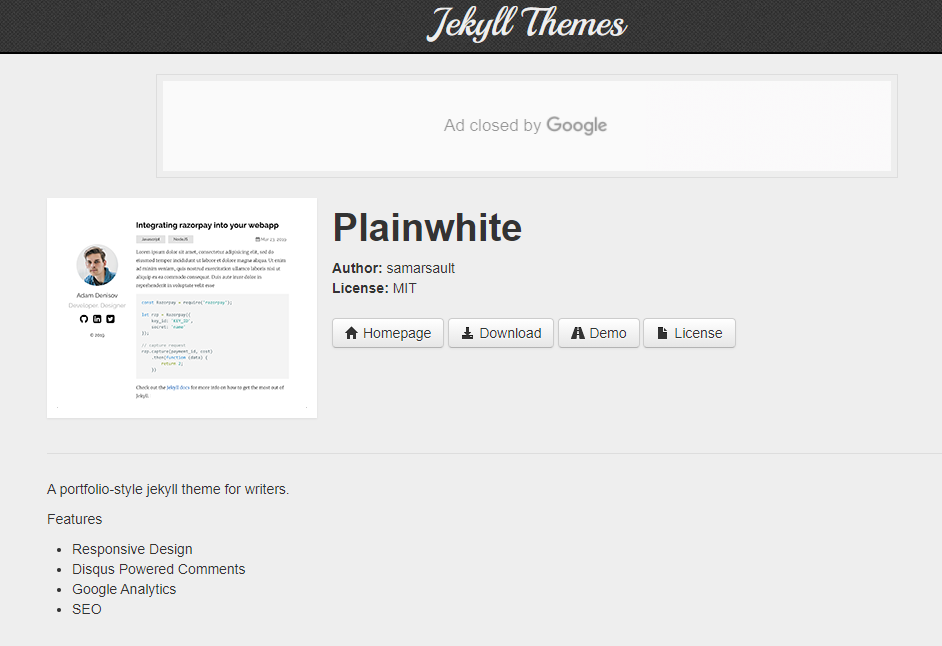 Jekyll Themes
Ad closed by Google
Integrating razorpay into your webapp
Javascript NodeJS Mar 23, 2019
Lorem ipsum dolor sit amet, consectetur adipisicing elit, sed do
eiusmod tempor incididunt ut labore et dolore magna aliqua. Ut enim
ad minim veniam, quis nostrud exercitation ullamco laboris nisi ut
aliquip ex ea commodo consequat. Duis aute irure dolor in
reprehenderit in voluptate velit esse
Adam Denisov
Developer. Designer
© 2019
const Razorpay = require('razorpay');
let rzp = Razorpay({
key_id: 'KEY_ID',
secret: 'name'
});
// capture request
rzp.capture(payment_id, cost)
.then(function (data) {
return
})
Check out the Jekyll docs for more info on how to get the most out of
Jekyll.
Plainwhite
Author: samarsault
License: MIT
Homepage Download Demo License
A portfolio-style jekyll theme for writers.
Features
Responsive Design
Disqus Powered Comments
Google Analytics
SEO